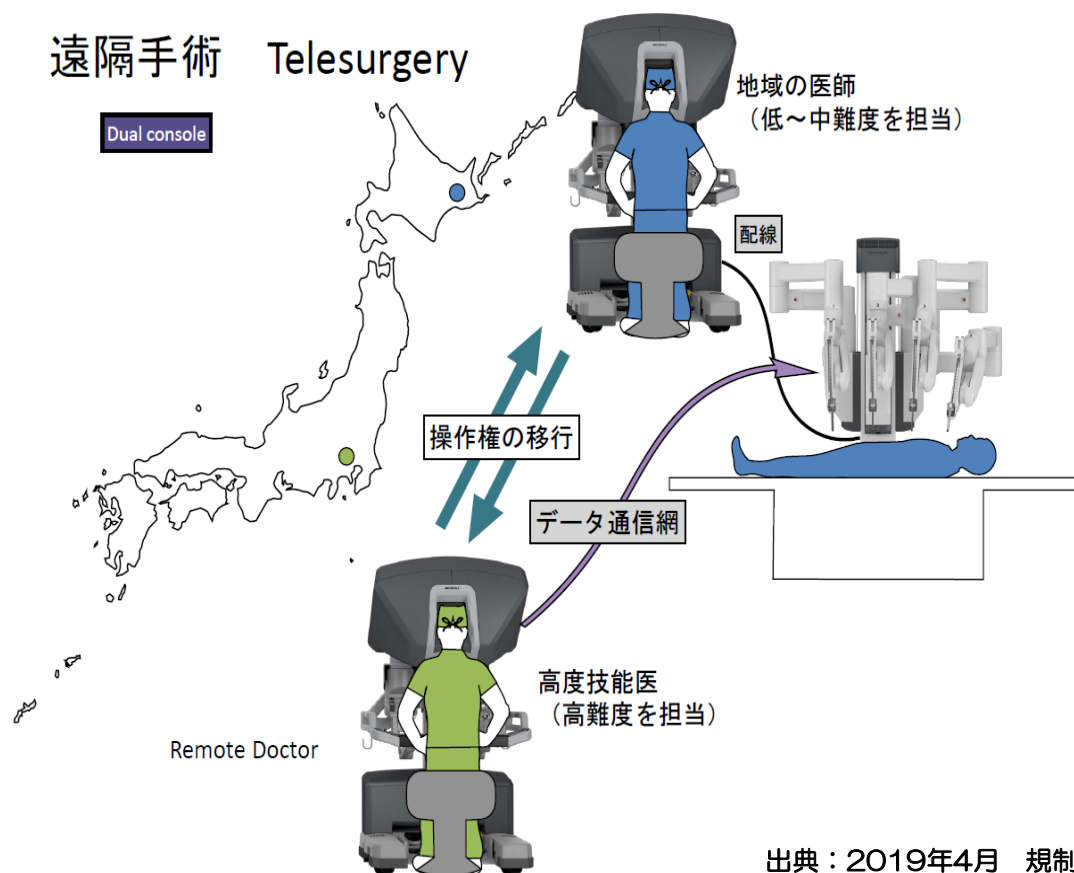 遠隔手術 Telesurgery
Dual console
地域の医師
（低～中難度を担当）
配線
操作権の移行
データ通信網
高度技能医
（高難度を担当）
Remote Doctor
出典：2019年4月 規制